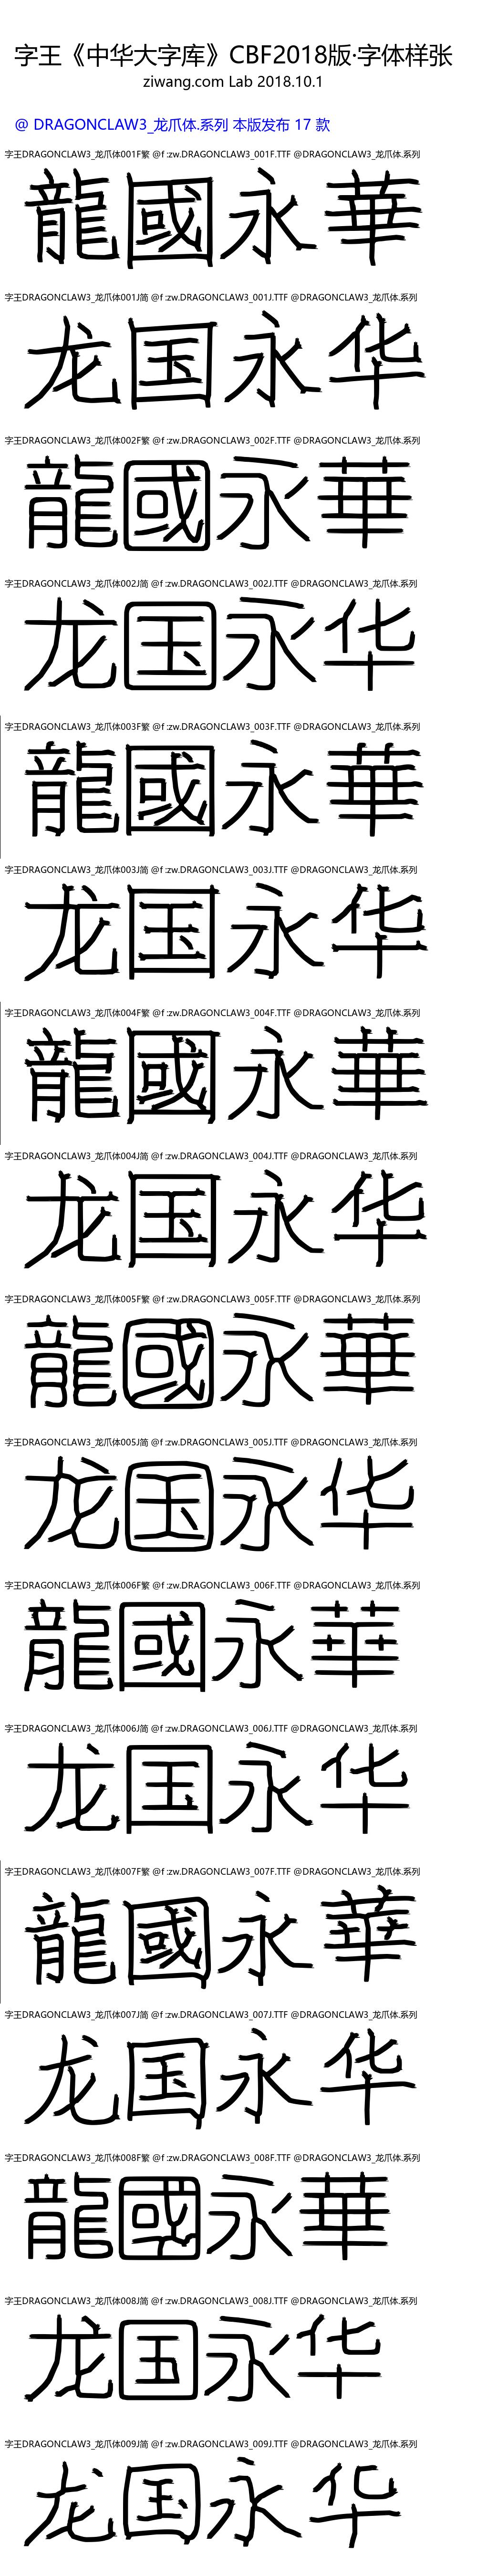 字王《中华大字库》CBF2018版·字体样张
ziwang.com Lab 2018.10.1
@ DRAGONCLAW3_龙爪体.系列 本版发布 17 款
字王DRAGONCLAW3_龙爪体001F繁 @f :zw.DRAGONCLAW3_001F.TTF @DRAGONCLAW3_龙爪体.系列
龍國永華
字王DRAGONCLAW3_龙爪体001J简 @f :zw.DRAGONCLAW3_001J.TTF @DRAGONCLAW3_龙爪体.系列
龙国永华
字王DRAGONCLAW3_龙爪体002F繁 @f :zw.DRAGONCLAW3_002F.TTF @DRAGONCLAW3_龙爪体.系列
龍國永華
字王DRAGONCLAW3_龙爪体002J简 @f :zw.DRAGONCLAW3_002J.TTF @DRAGONCLAW3_龙爪体.系列
龙国永华
字王DRAGONCLAW3_龙爪体003F繁 @f :zw.DRAGONCLAW3_003F.TTF @DRAGONCLAW3_龙爪体.系列
龍國永華
字王DRAGONCLAW3_龙爪体003J简 @f :zw.DRAGONCLAW3_003J.TTF @DRAGONCLAW3_龙爪体.系列
龙国永华
字王DRAGONCLAW3_龙爪体004F繁 @f :zw.DRAGONCLAW3_004F.TTF @DRAGONCLAW3_龙爪体.系列
龍國永華
字王DRAGONCLAW3_龙爪体004J简 @f :zw.DRAGONCLAW3_004J.TTF @DRAGONCLAW3_龙爪体.系列
龙国永华
字王DRAGONCLAW3_龙爪体005F繁 @f :zw.DRAGONCLAW3_005F.TTF @DRAGONCLAW3_龙爪体.系列
龍國永華
字王DRAGONCLAW3_龙爪体005J简 @f :zw.DRAGONCLAW3_005J.TTF @DRAGONCLAW3_龙爪体.系列
龙国永华
字王DRAGONCLAW3_龙爪体006F繁 @f :zw.DRAGONCLAW3_006F.TTF @DRAGONCLAW3_龙爪体.系列
龍國永華
字王DRAGONCLAW3_龙爪体006J简 @f :zw.DRAGONCLAW3_006J.TTF @DRAGONCLAW3_龙爪体.系列
龙国永华
字王DRAGONCLAW3_龙爪体007F繁 @f :zw.DRAGONCLAW3_007F.TTF @DRAGONCLAW3_龙爪体.系列
龍國永華
字王DRAGONCLAW3_龙爪体007J简 @f :zw.DRAGONCLAW3_007J.TTF @DRAGONCLAW3_龙爪体.系列
龙国永华
字王DRAGONCLAW3_龙爪体008F繁 @f :zw.DRAGONCLAW3_008F.TTF @DRAGONCLAW3_龙爪体.系列
龍國永華
字王DRAGONCLAW3_龙爪体008J简 @f :zw.DRAGONCLAW3_008J.TTF @DRAGONCLAW3_龙爪体.系列
龙国永华
字王DRAGONCLAW3_龙爪体009J简 @f :zw.DRAGONCLAW3_009J.TTF @DRAGONCLAW3_龙爪体.系列
龙国永华